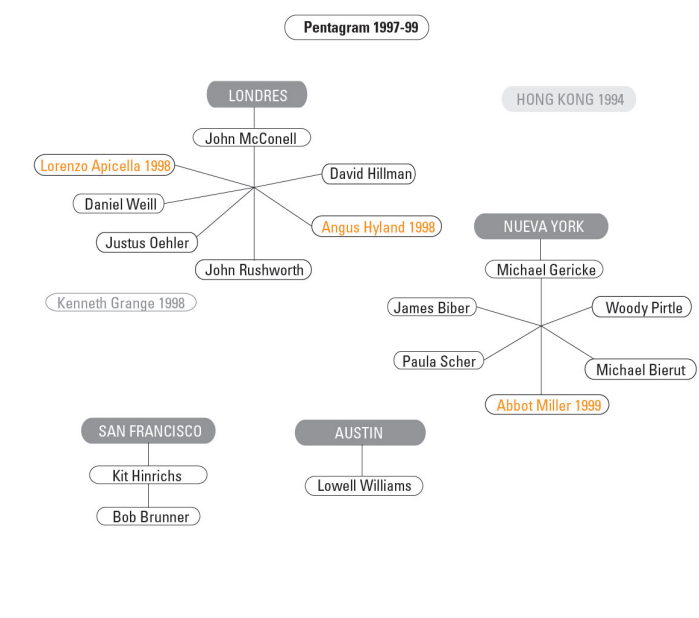 Pentagram 1997-99
LONDRES
HONG KONG 1994
John McConell
Lorenzo Apicella 1998
David Hillman
Daniel Weill
Angus Hyland 1998
Justus Oehler
John Rushworth
Kenneth Grange 1998
NUEVA YORK
Michael Gericke
James Biber
Woody Pirtle
Paula Scher
Michael Bierut
Abbot Miller 1999
SAN FRANCISCO
Kit Hinrichs
Bob Brunner
AUSTIN
Lowell Williams